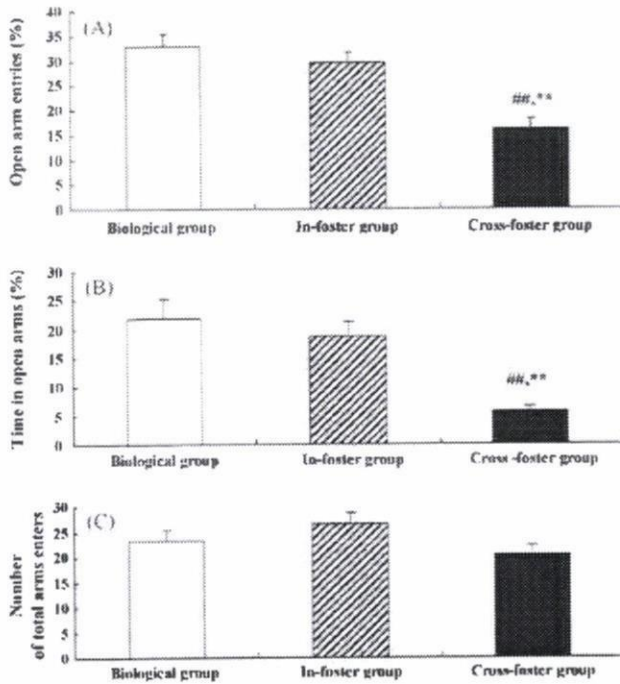 Open arm entries (%)
(A)
40
35
30
25
20
15
10
5
0
##,**
Biological group
In-foster group
Cross-foster group
Time in open arms (%)
(B)
30
25
20
15
10
5
0
##,**
Biological group
In-foster group
Cross -foster group
Number
of total arms enters
(C)
30
25
20
15
10
5
0
Biological group
In-foster group
Cross-foster group